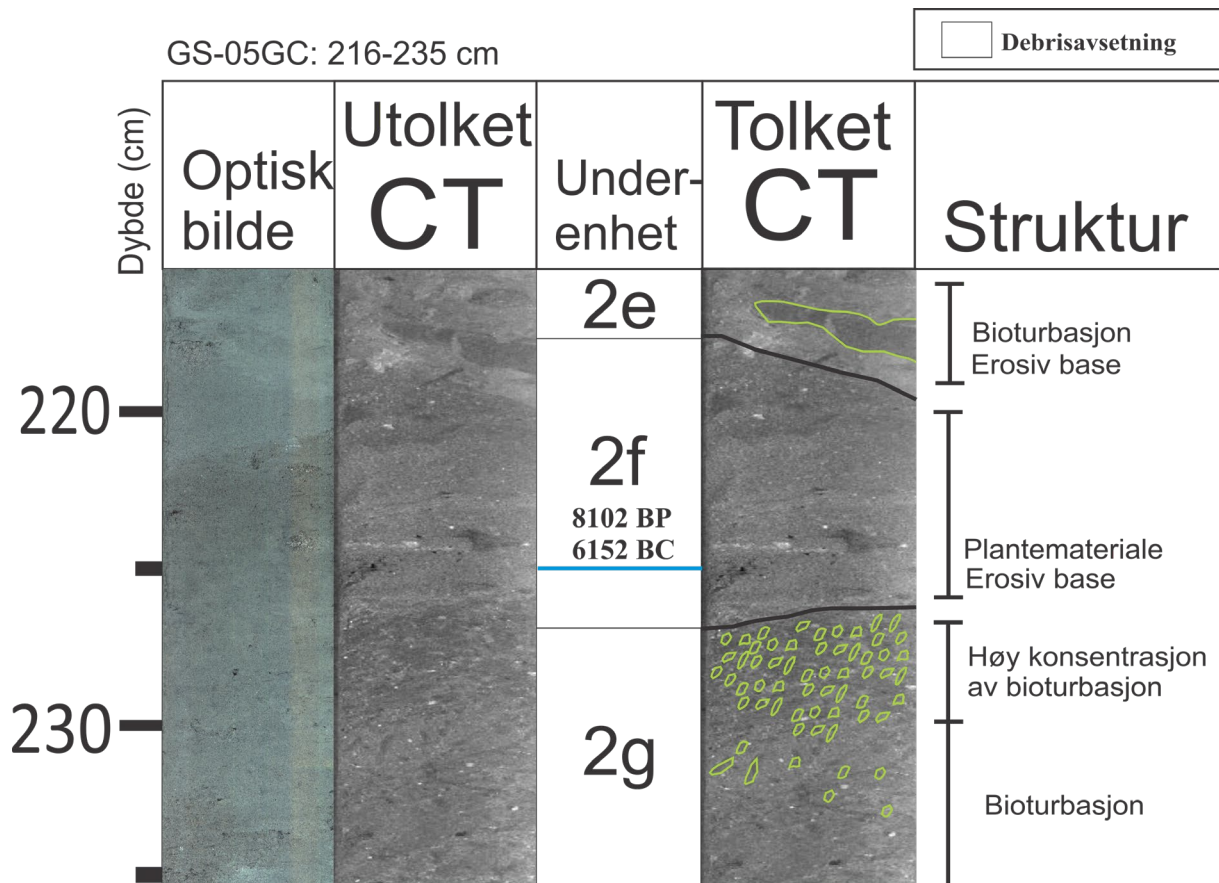 GS-05GC: 216-235 cm
Debrisavsetning
Dybde (cm)
Optisk
bilde
Utolket
CT
Under-
enhet
Tolket
CT
Struktur
2e
Bioturbasjon
Erosiv base
220
2f
8102 BP
6152 BC
Plantemateriale
Erosiv base
Høy konsentrasjon
av bioturbasjon
230
2g
Bioturbasjon